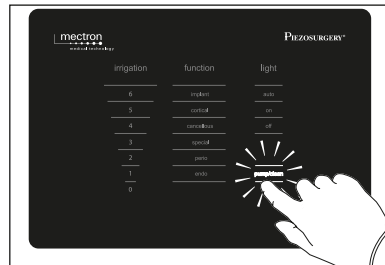 mectron
medical technology
PIEZOSURGERY®
irrigation function light
6 implant auto
5 cortical on
4 cancellous off
3 special
2 perio
1 endo pump/clean
0